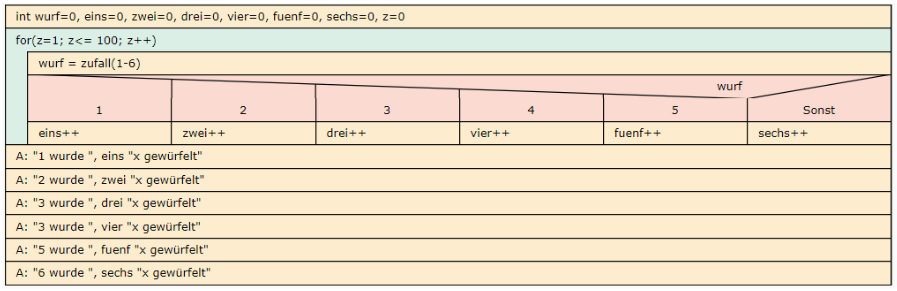 int wurf=0, eins=0, zwei=0, drei=0, vier=0, fuenf=0, sechs=0, z=0
for(z=1; z<= 100; z++)
wurf = zufall(1-6)
wurf
1 2 3 4 5 Sonst
eins++ zwei++ drei++ vier++ fuenf++ sechs++
A: "1 wurde ", eins "x gewürfelt"
A: "2 wurde ", zwei "x gewürfelt"
A: "3 wurde ", drei "x gewürfelt"
A: "3 wurde ", vier "x gewürfelt"
A: "5 wurde ", fuenf "x gewürfelt"
A: "6 wurde ", sechs "x gewürfelt"